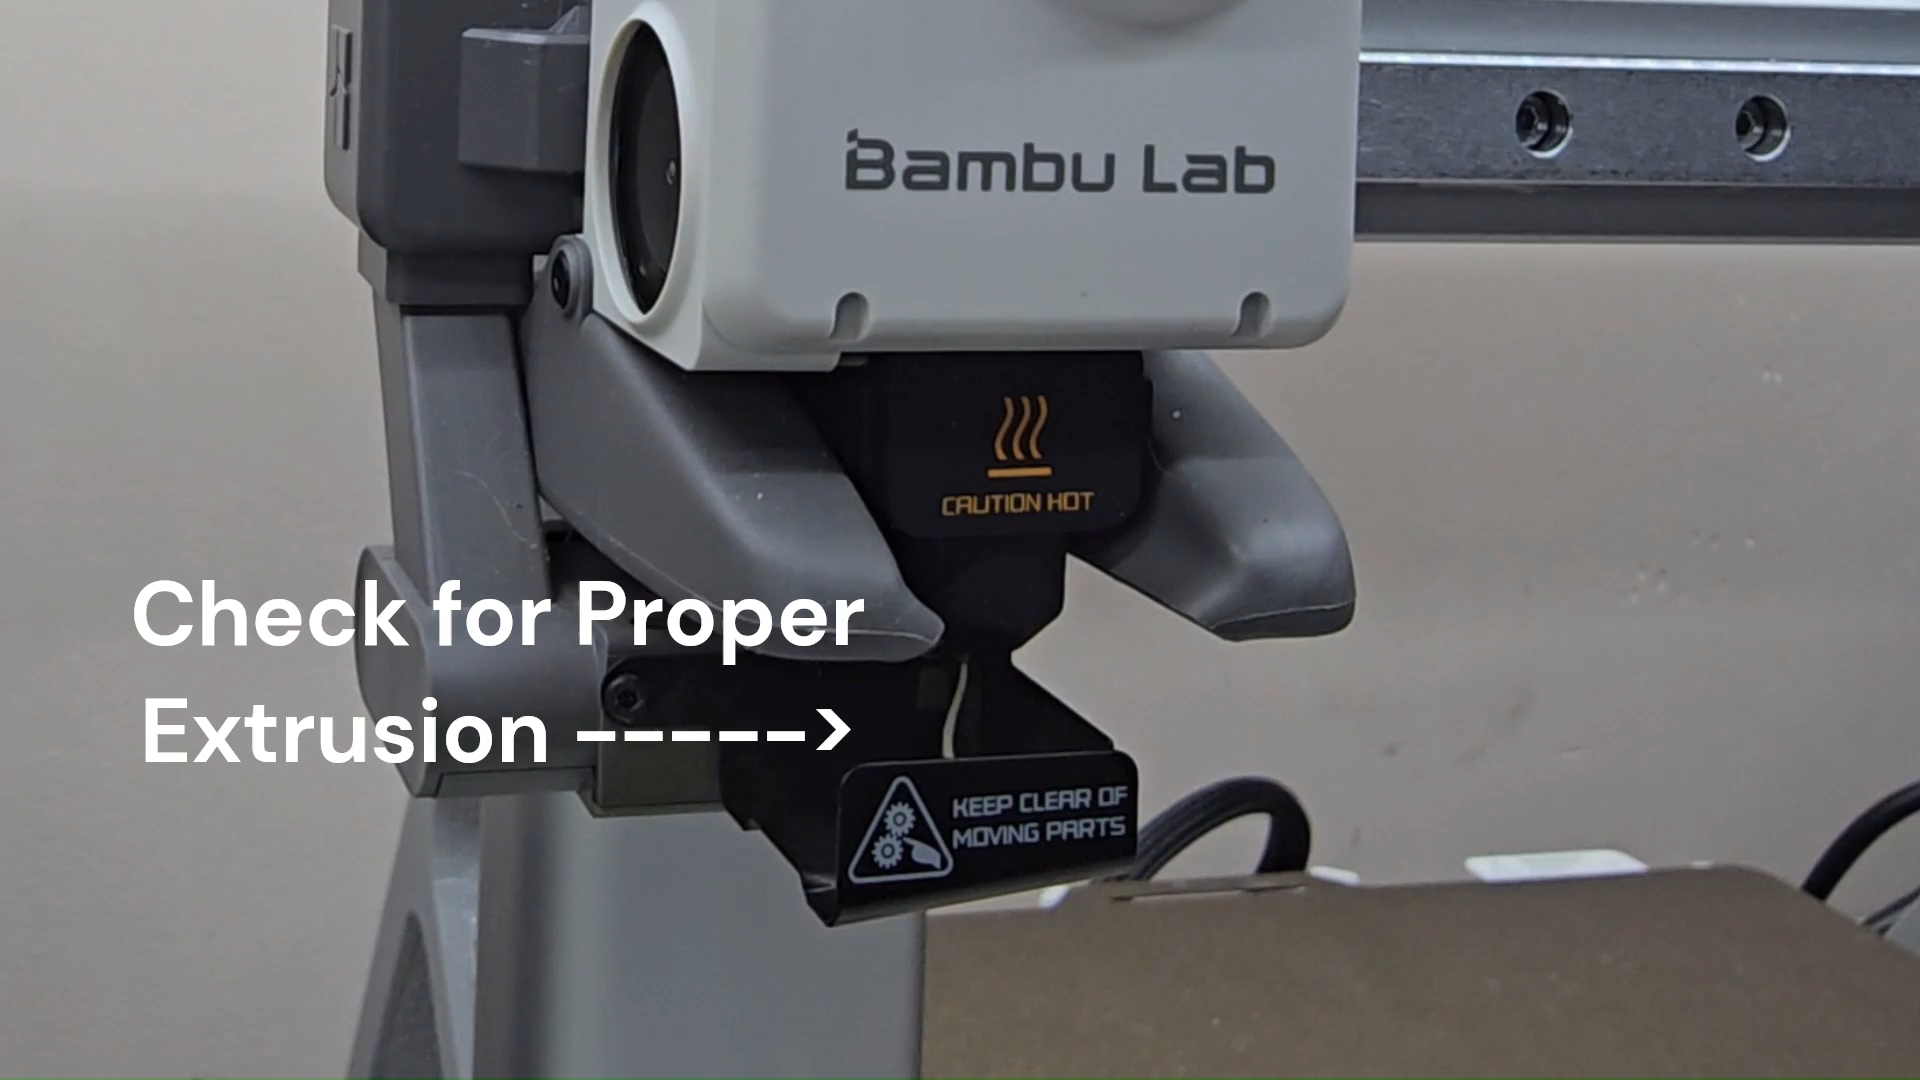 Bambu Lab
CAUTION HOT
Check for Proper
Extrusion ----->
KEEP CLEAR OF
MOVING PARTS